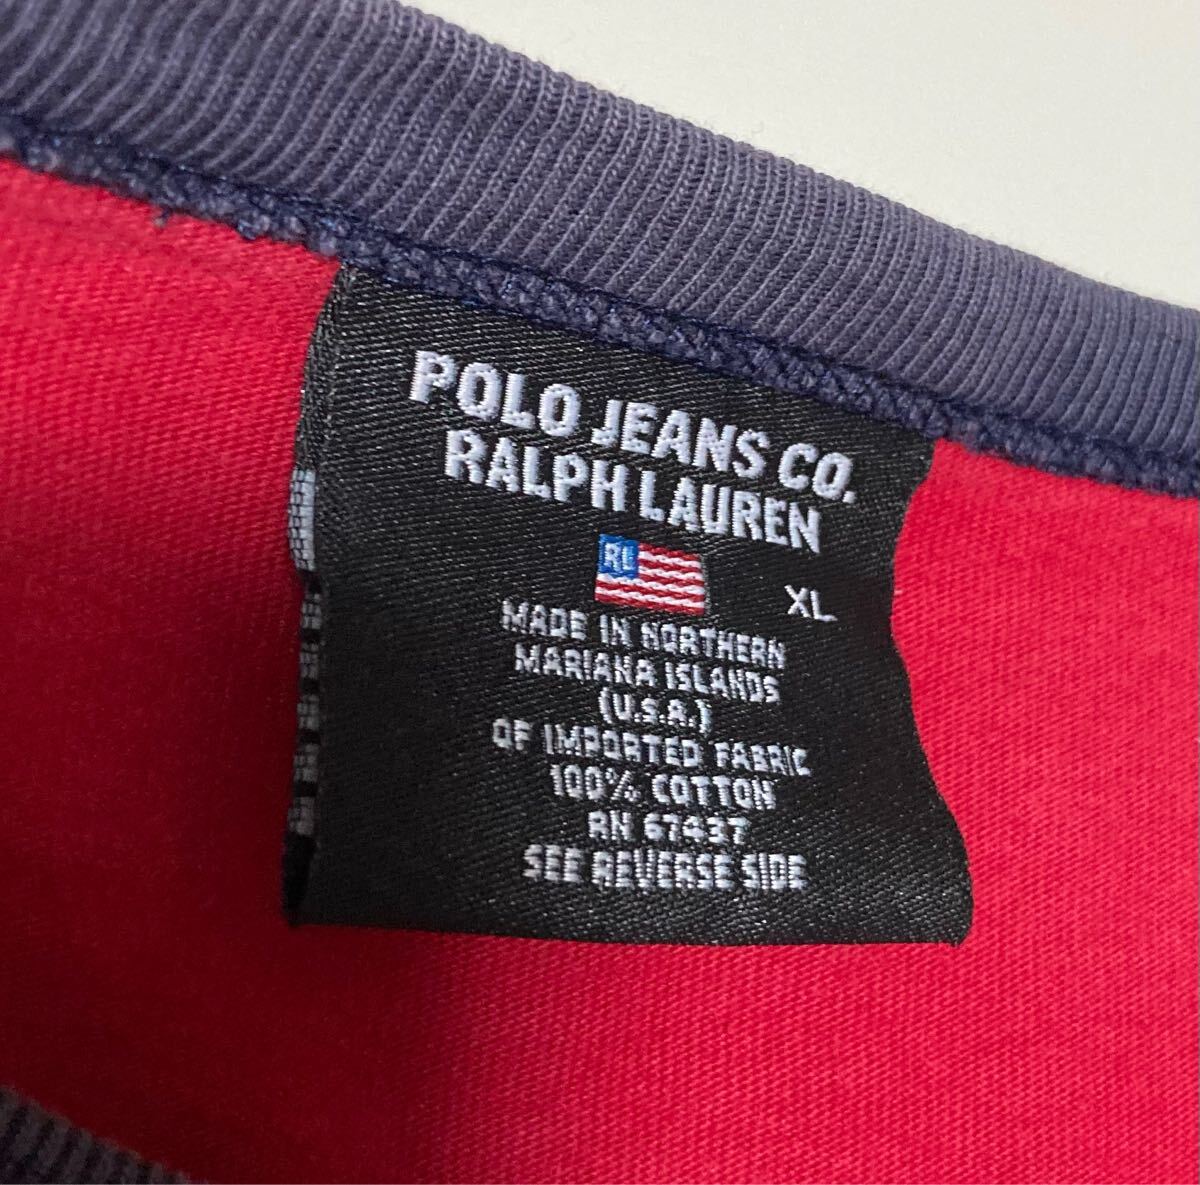 POLO JEANS CO.
RALPH LAUREN
RL
XL
MADE IN NORTHERN
MARIANA ISLANDS
(U.S.A.)
OF IMPORTED FABRIC
100% COTTON
RN 67437
SEE REVERSE SIDE